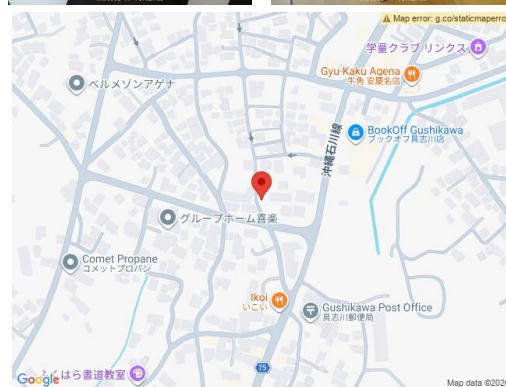 Map error: g.co/staticmaperro
学童クラブ リンクス
Gyu-Kaku Agena
牛角 安慶名店
ベルメゾンアゲナ
BookOff Gushikawa
ブックオフ具志川店
沖縄石川線
グループホーム喜楽
Comet Propane
コメットプロパン
Ikoi
いこい
Gushikawa Post Office
具志川郵便局
75
ふくはら書道教室
Google
Map data ©202